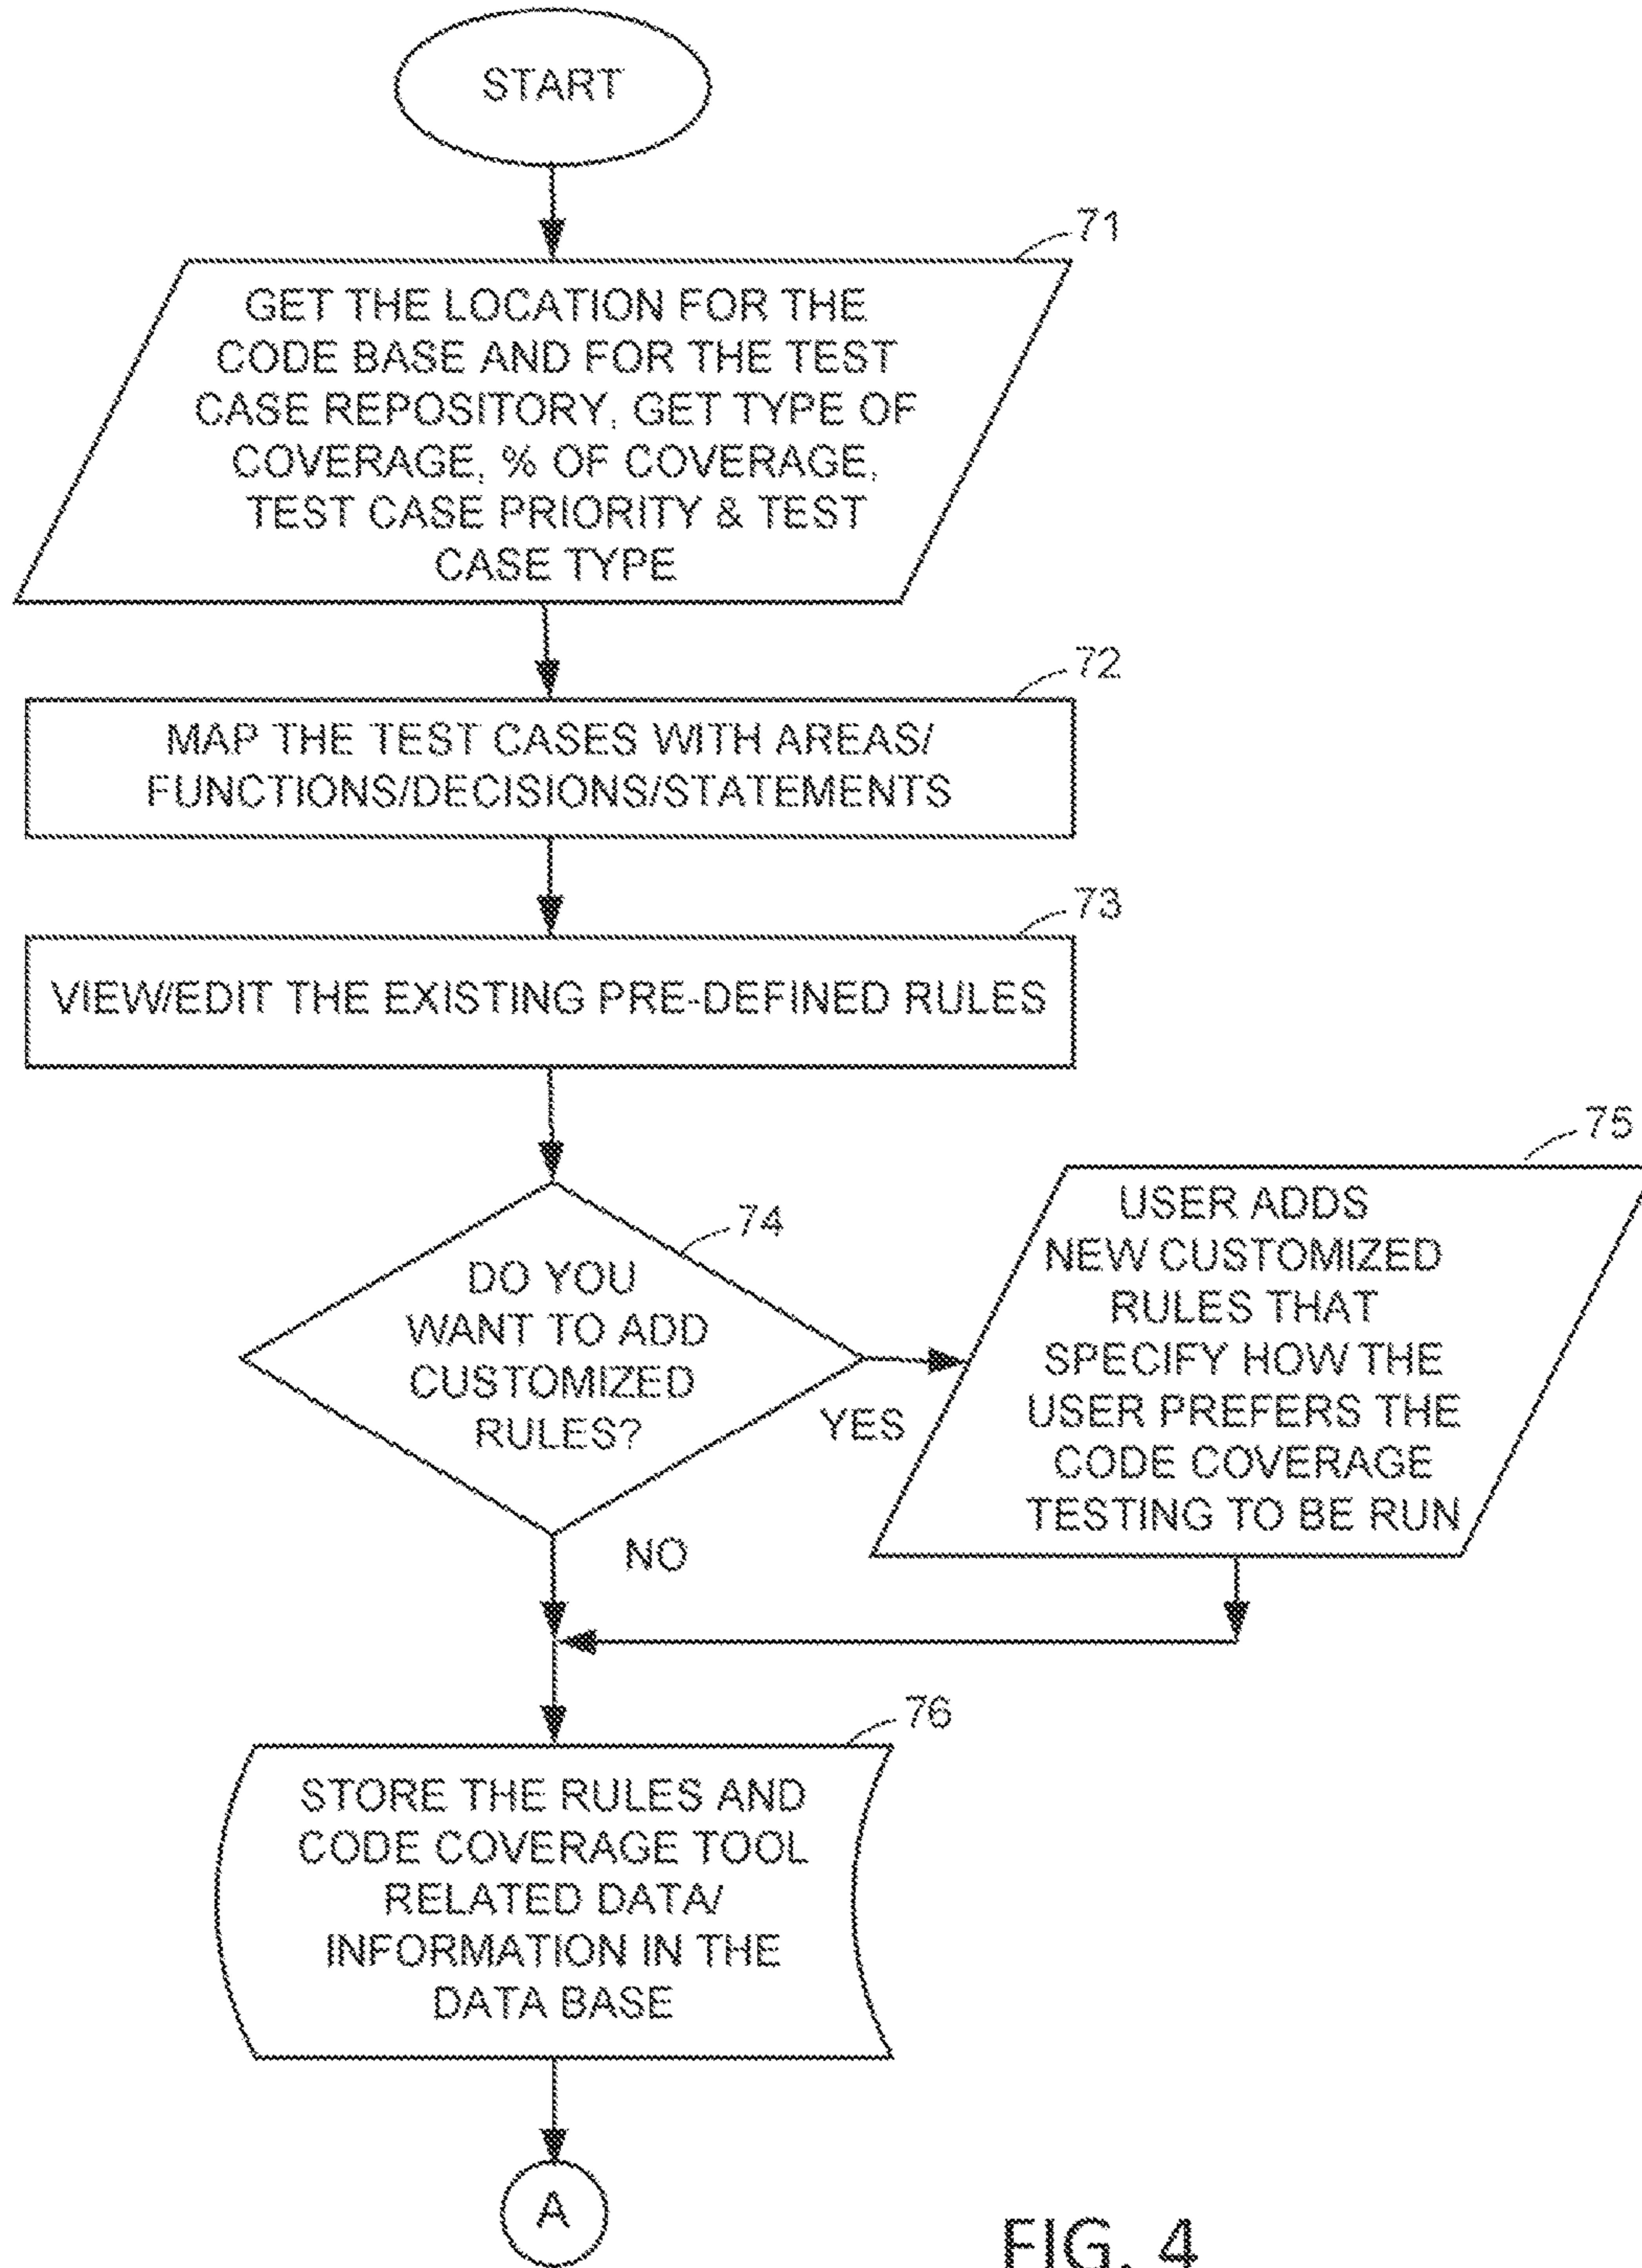 START
71
GET THE LOCATION FOR THE
CODE BASE AND FOR THE TEST
CASE REPOSITORY, GET TYPE OF
COVERAGE, % OF COVERAGE,
TEST CASE PRIORITY & TEST
CASE TYPE
72
MAP THE TEST CASES WITH AREAS/
FUNCTIONS/DECISIONS/STATEMENTS
73
VIEW/EDIT THE EXISTING PRE-DEFINED RULES
74
DO YOU
WANT TO ADD
CUSTOMIZED
RULES?
YES
NO
75
USER ADDS
NEW CUSTOMIZED
RULES THAT
SPECIFY HOW THE
USER PREFERS THE
CODE COVERAGE
TESTING TO BE RUN
76
STORE THE RULES AND
CODE COVERAGE TOOL
RELATED DATA/
INFORMATION IN THE
DATA BASE
A
FIG. 4